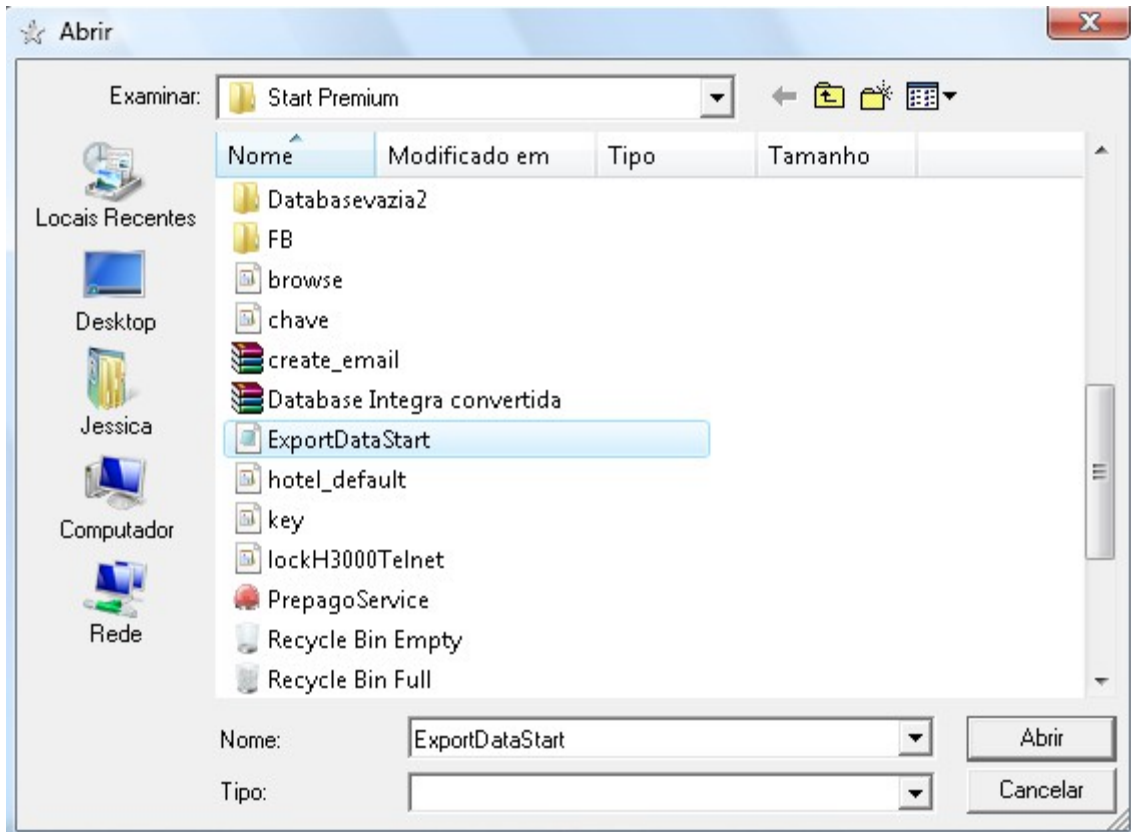 Abrir
Examinar: Start Premium
Nome Modificado em Tipo Tamanho
Locais Recentes
Desktop
Jessica
Computador
Rede
Databasevazia2
FB
browse
chave
create_email
Database Integra convertida
ExportDataStart
hotel_default
key
lockH3000Telnet
PrepagoService
Recycle Bin Empty
Recycle Bin Full
Nome: ExportDataStart Abrir
Tipo: Cancelar